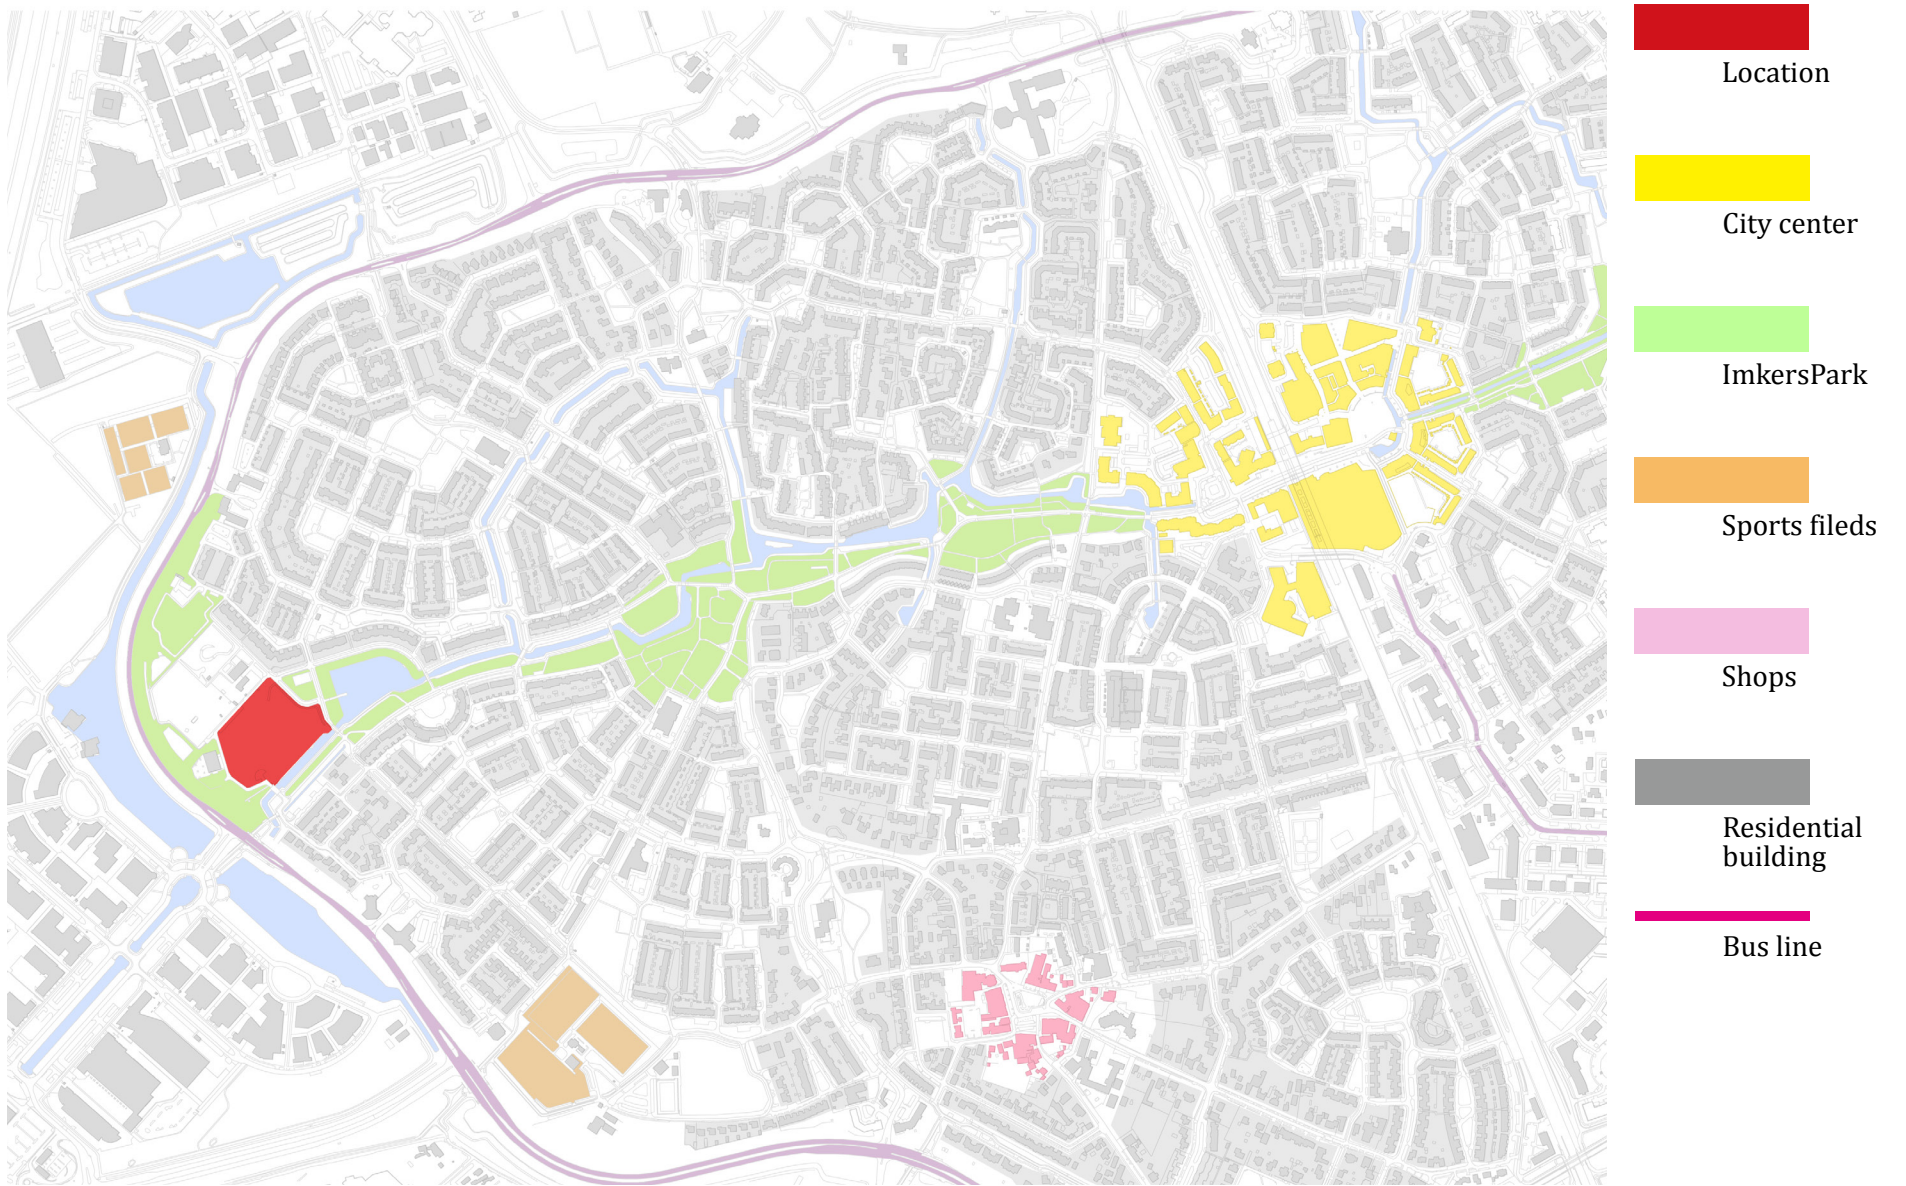 Location
City center
ImkersPark
Sports fileds
Shops
Residential
building
Bus line